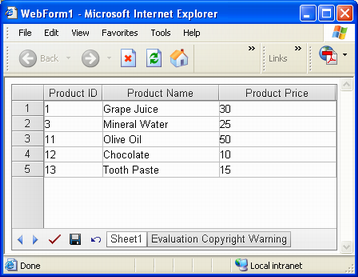 WebForm1 - Microsoft Internet Explorer
File Edit View Favorites Tools Help
Back Links
Product ID Product Name Product Price
1 1 Grape Juice 30
2 3 Mineral Water 25
3 11 Olive Oil 50
4 12 Chocolate 10
5 13 Tooth Paste 15
Sheet1 Evaluation Copyright Warning
Done Local intranet